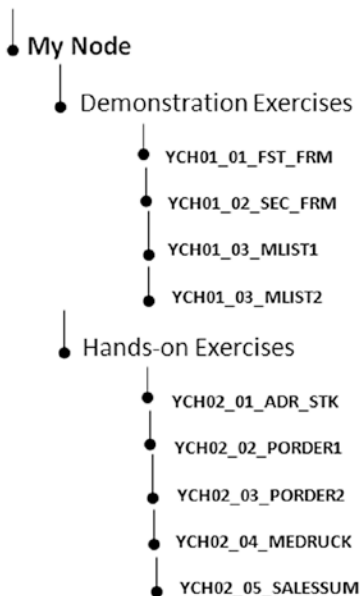 My Node
Demonstration Exercises
YCH01_01_FST_FRM
YCH01_02_SEC_FRM
YCH01_03_MLIST1
YCH01_03_MLIST2
Hands-on Exercises
YCH02_01_ADR_STK
YCH02_02_PORDER1
YCH02_03_PORDER2
YCH02_04_MEDRUCK
YCH02_05_SALESSUM